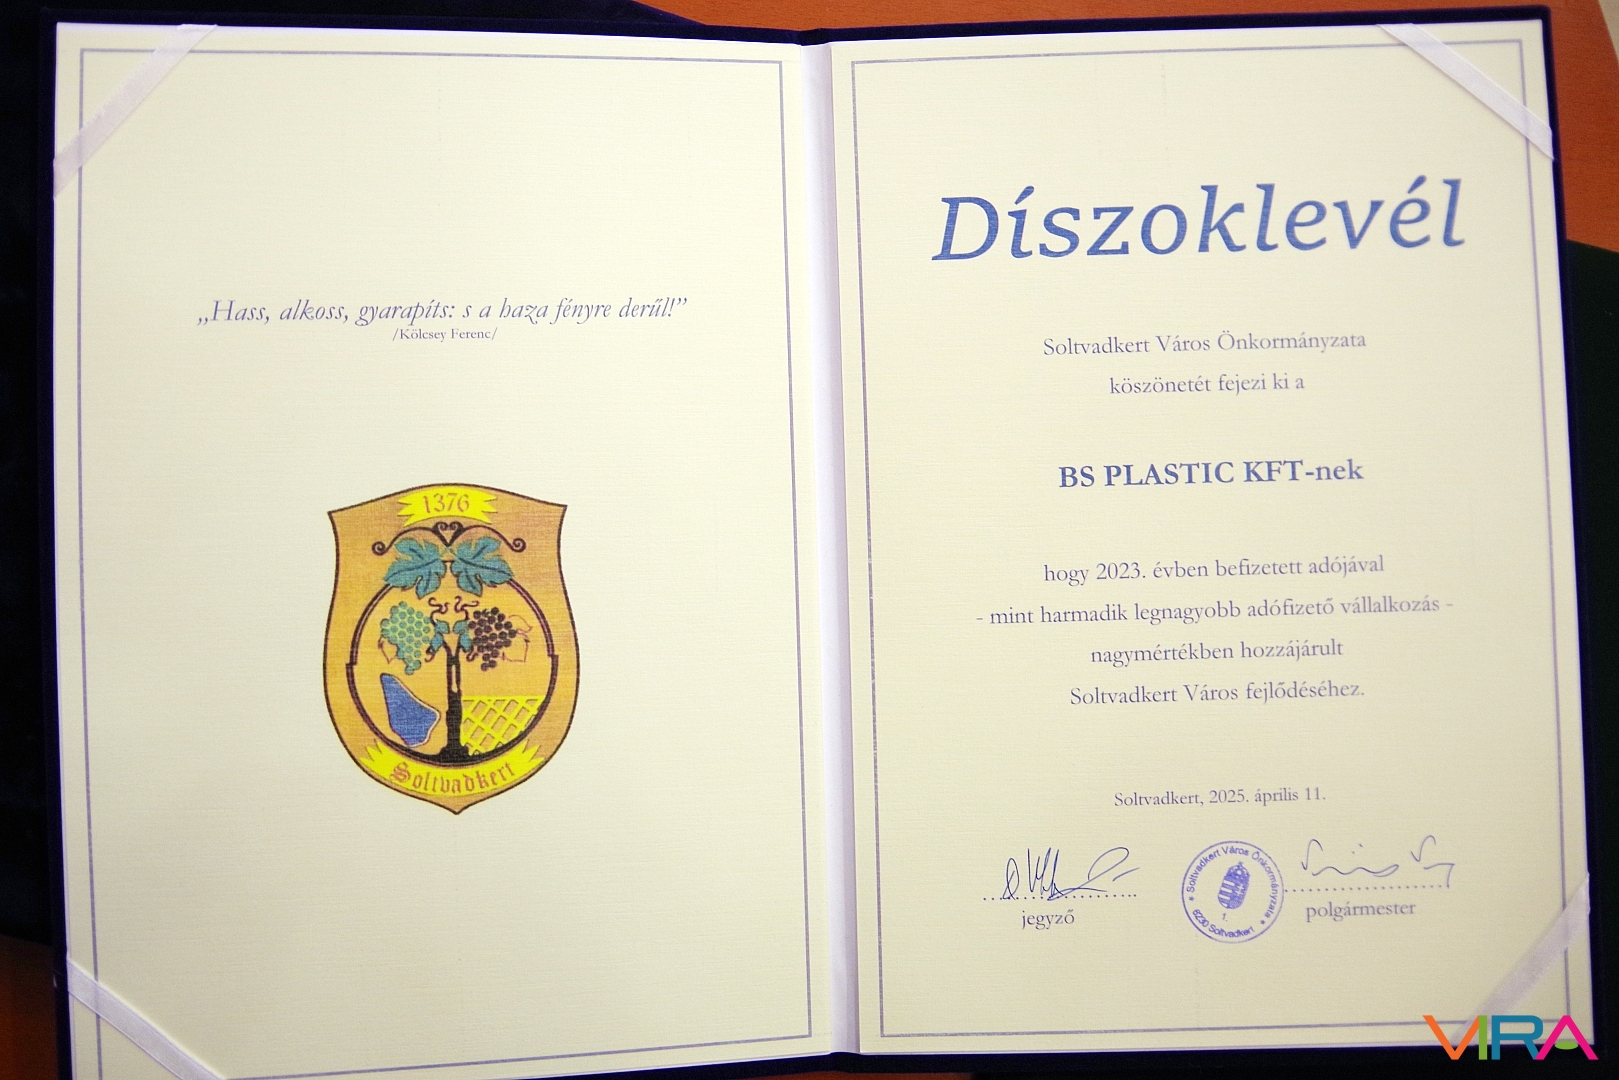 „Hass, alkoss, gyarapíts: s a haza fényre derűl!”
/Kölcsey Ferenc/
1376
Soltvadkert
Díszoklevél
Soltvadkert Város Önkormányzata
köszönetét fejezi ki a
BS PLASTIC KFT-nek
hogy 2023. évben befizetett adójával
- mint harmadik legnagyobb adófizető vállalkozás -
nagymértékben hozzájárult
Soltvadkert Város fejlődéséhez.
Soltvadkert, 2025. április 11.
jegyző
Soltvadkert Város Önkormányzata
1.
6230 Soltvadkert
polgármester
VIRA